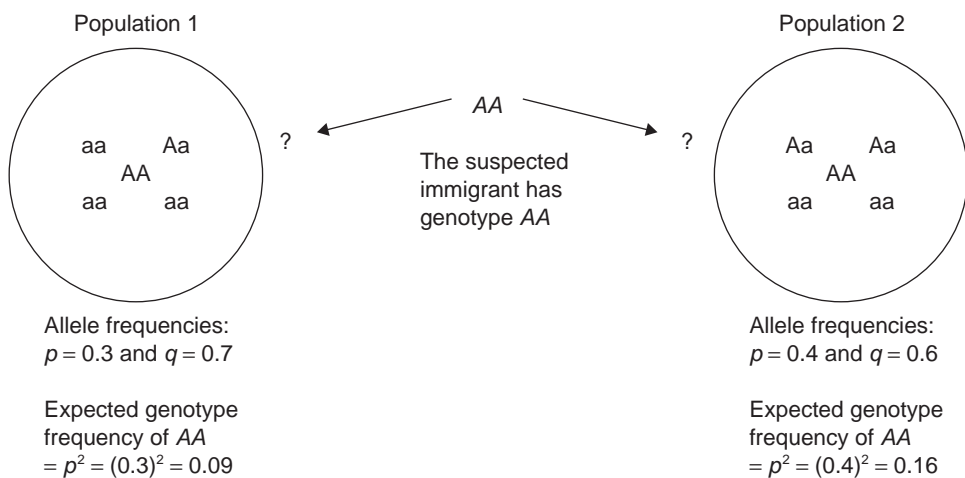 Population 1
aa Aa
AA
aa aa
Allele frequencies:
p = 0.3 and q = 0.7
Expected genotype
frequency of AA
= p² = (0.3)² = 0.09
?
AA
?
The suspected
immigrant has
genotype AA
Population 2
Aa Aa
AA
aa aa
Allele frequencies:
p = 0.4 and q = 0.6
Expected genotype
frequency of AA
= p² = (0.4)² = 0.16